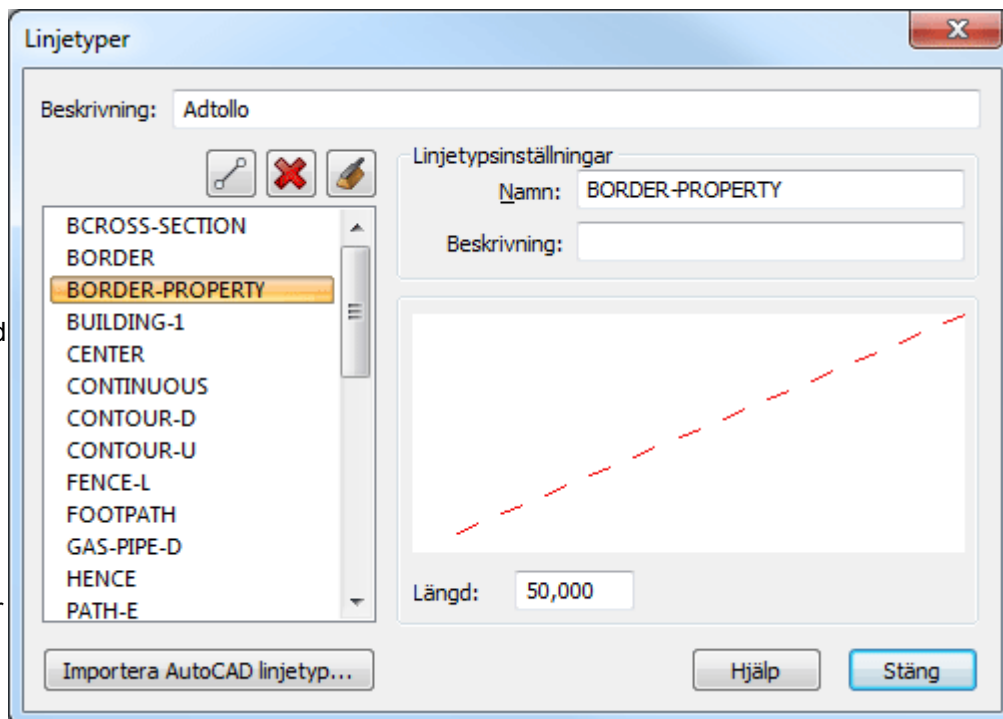 Linjetyper
Beskrivning: Adtollo
Linjetypsinställningar
Namn: BORDER-PROPERTY
Beskrivning:
BCROSS-SECTION
BORDER
BORDER-PROPERTY
BUILDING-1
CENTER
CONTINUOUS
CONTOUR-D
CONTOUR-U
FENCE-L
FOOTPATH
GAS-PIPE-D
HENCE
PATH-E
Längd: 50,000
Importera AutoCAD linjetyp...
Hjälp
Stäng